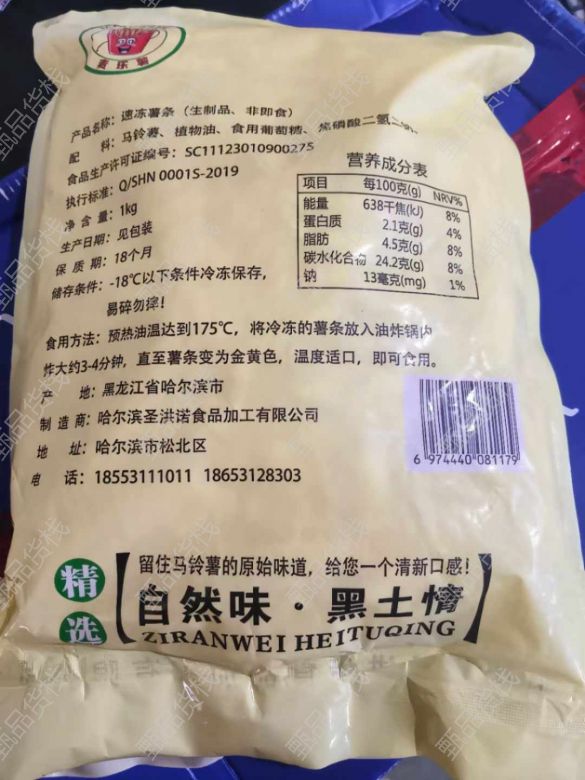 麦乐薯
产品名称：速冻薯条（生制品、非即食）
配 料：马铃薯、植物油、食用葡萄糖、焦磷酸二氢二
食品生产许可证编号：SC11123010900275
执行标准：Q/SHN 0001S-2019
净 含 量：1kg
生产日期：见包装
保 质 期：18个月
储存条件：-18℃以下条件冷冻保存，
易碎勿摔！
营养成分表
项目 每100克(g) NRV%
能量 638千焦(kJ) 8%
蛋白质 2.1克(g) 4%
脂肪 4.5克(g) 8%
碳水化合物 24.2克(g) 8%
钠 13毫克(mg) 1%
食用方法：预热油温达到175℃，将冷冻的薯条放入油炸锅内
炸大约3-4分钟，直至薯条变为金黄色，温度适口，即可食用。
产 地：黑龙江省哈尔滨市
制 造 商：哈尔滨圣洪诺食品加工有限公司
地 址：哈尔滨市松北区
电 话：18553111011 18653128303
6 974440 081179
精选
留住马铃薯的原始味道，给您一个清新口感！
自然味·黑土情
ZIRANWEI HEITUQING
甄品货栈